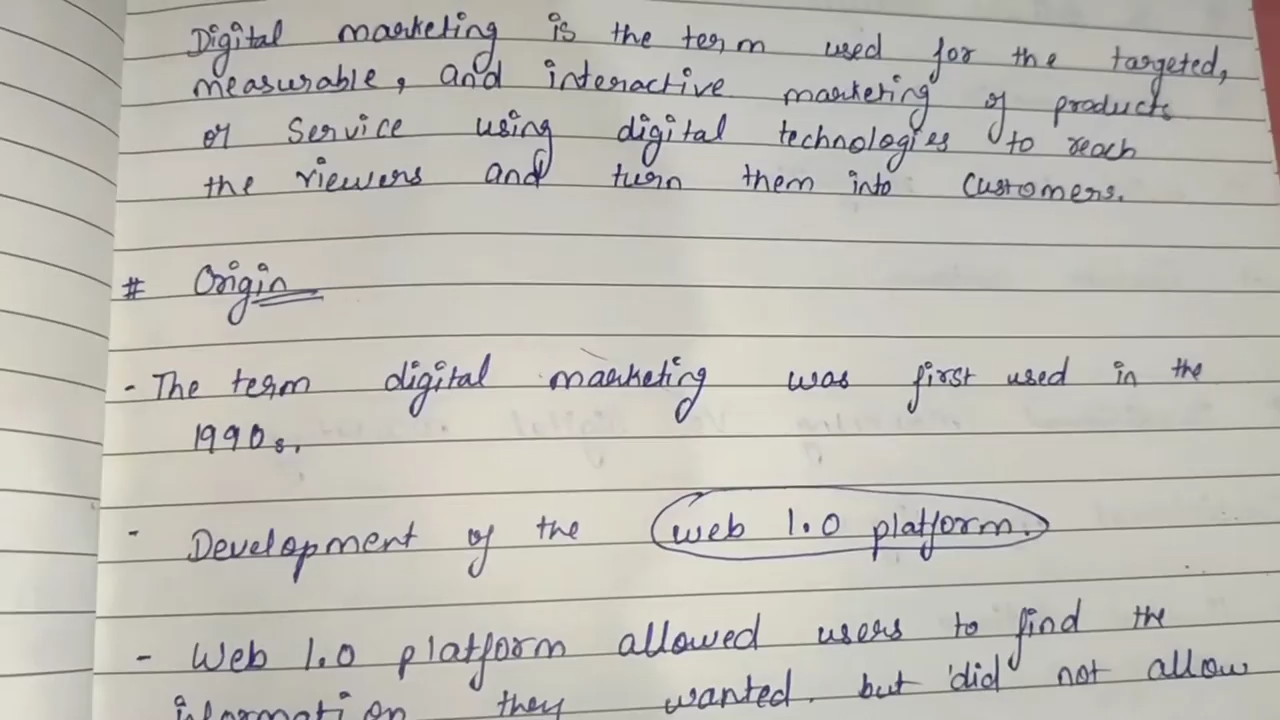 Digital marketing is the term used for the targeted,
measurable, and interactive marketing of products
or Service using digital technologies to reach
the viewers and turn them into customers.
# Origin
- The term digital marketing was first used in the
1990s.
- Development of the web 1.0 platform.
- Web 1.0 platform allowed users to find the
information they wanted. but did not allow